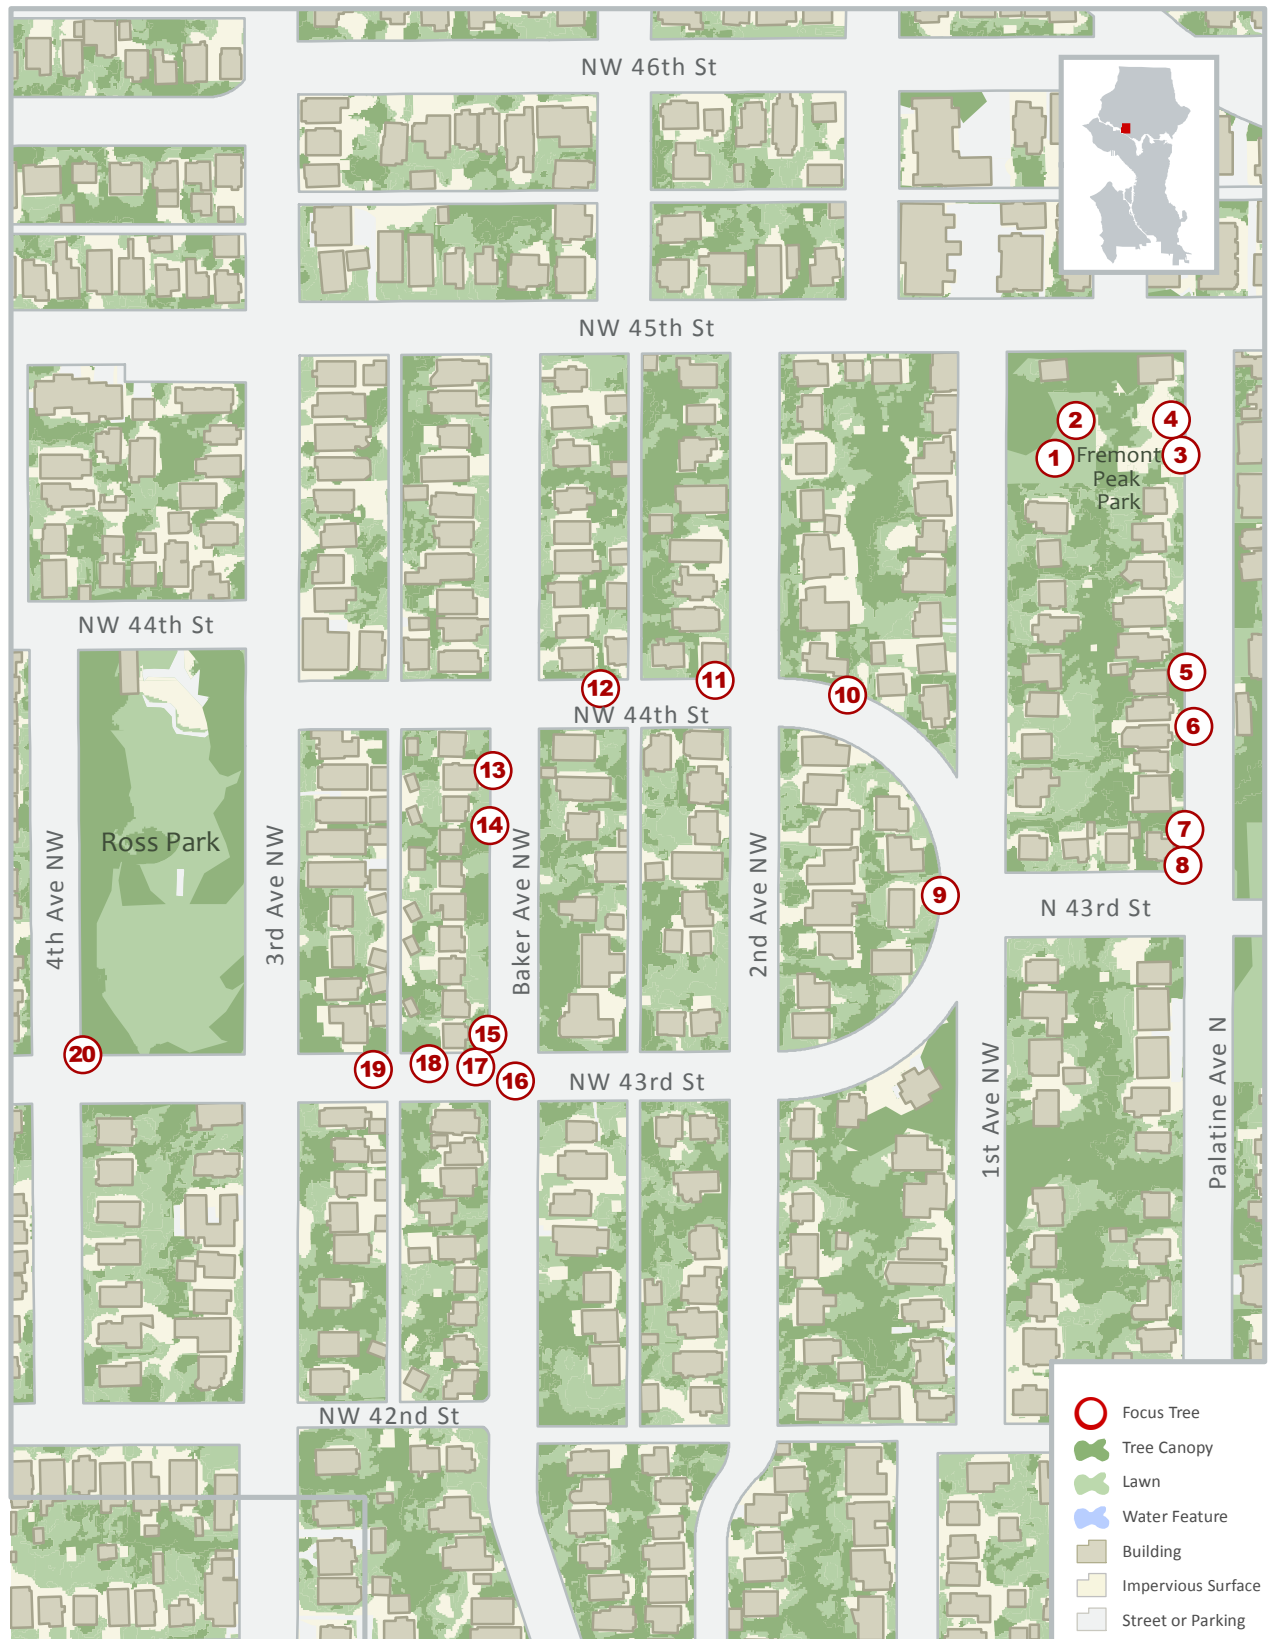 NW 46th St
NW 45th St
2
4
1
Fremont
Peak
Park
3
NW 44th St
5
11
12
10
NW 44th St
6
13
14
7
Ross Park
8
4th Ave NW
3rd Ave NW
Baker Ave NW
2nd Ave NW
9
N 43rd St
15
20
18
17
19
16
NW 43rd St
1st Ave NW
Palatine Ave N
NW 42nd St
Focus Tree
Tree Canopy
Lawn
Water Feature
Building
Impervious Surface
Street or Parking